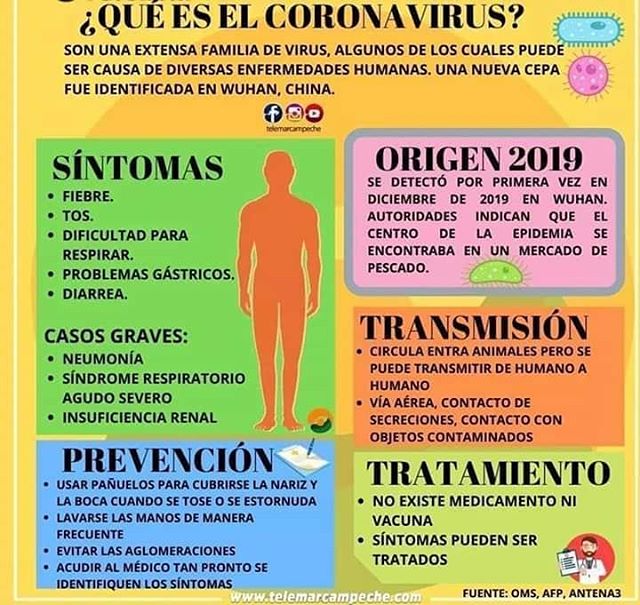 ¿QUÉ ES EL CORONAVIRUS?
SON UNA EXTENSA FAMILIA DE VIRUS, ALGUNOS DE LOS CUALES PUEDE
SER CAUSA DE DIVERSAS ENFERMEDADES HUMANAS. UNA NUEVA CEPA
FUE IDENTIFICADA EN WUHAN, CHINA.
telemarcampeche
SÍNTOMAS
• FIEBRE.
• TOS.
• DIFICULTAD PARA
RESPIRAR.
• PROBLEMAS GÁSTRICOS.
• DIARREA.
CASOS GRAVES:
• NEUMONÍA
• SÍNDROME RESPIRATORIO
AGUDO SEVERO
• INSUFICIENCIA RENAL
ORIGEN 2019
SE DETECTÓ POR PRIMERA VEZ EN
DICIEMBRE DE 2019 EN WUHAN.
AUTORIDADES INDICAN QUE EL
CENTRO DE LA EPIDEMIA SE
ENCONTRABA EN UN MERCADO DE
PESCADO.
TRANSMISIÓN
• CIRCULA ENTRA ANIMALES PERO SE
PUEDE TRANSMITIR DE HUMANO A
HUMANO
• VÍA AÉREA, CONTACTO DE
SECRECIONES, CONTACTO CON
OBJETOS CONTAMINADOS
PREVENCIÓN
• USAR PAÑUELOS PARA CUBRIRSE LA NARIZ Y
LA BOCA CUANDO SE TOSE O SE ESTORNUDA
• LAVARSE LAS MANOS DE MANERA
FRECUENTE
• EVITAR LAS AGLOMERACIONES
• ACUDIR AL MÉDICO TAN PRONTO SE
IDENTIFIQUEN LOS SÍNTOMAS
TRATAMIENTO
• NO EXISTE MEDICAMENTO NI
VACUNA
• SÍNTOMAS PUEDEN SER
TRATADOS
www.telemarcampeche.com
FUENTE: OMS, AFP, ANTENA3